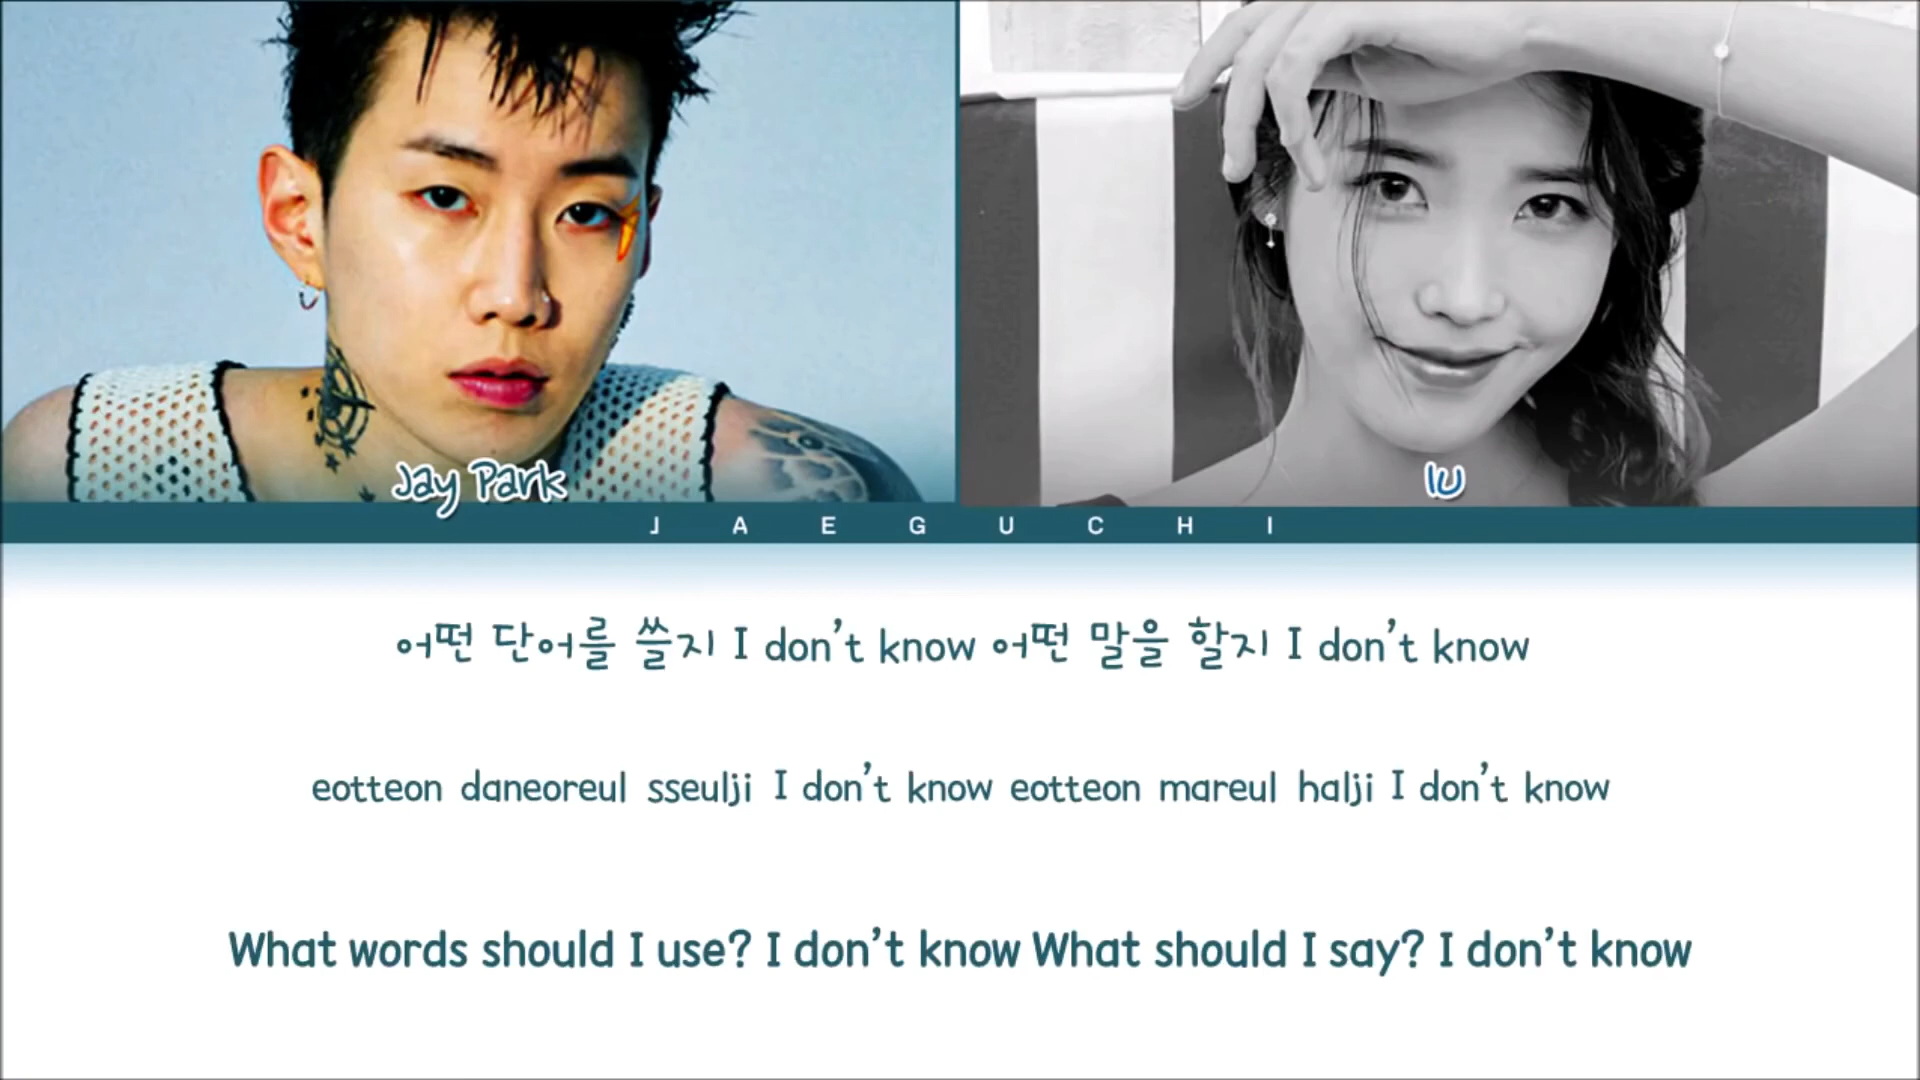 Jay Park
IU
JAEGUCHI
어떤 단어를 쓸지 I don't know 어떤 말을 할지 I don't know
eotteon daneoreul sseulji I don't know eotteon mareul halji I don't know
What words should I use? I don't know What should I say? I don't know